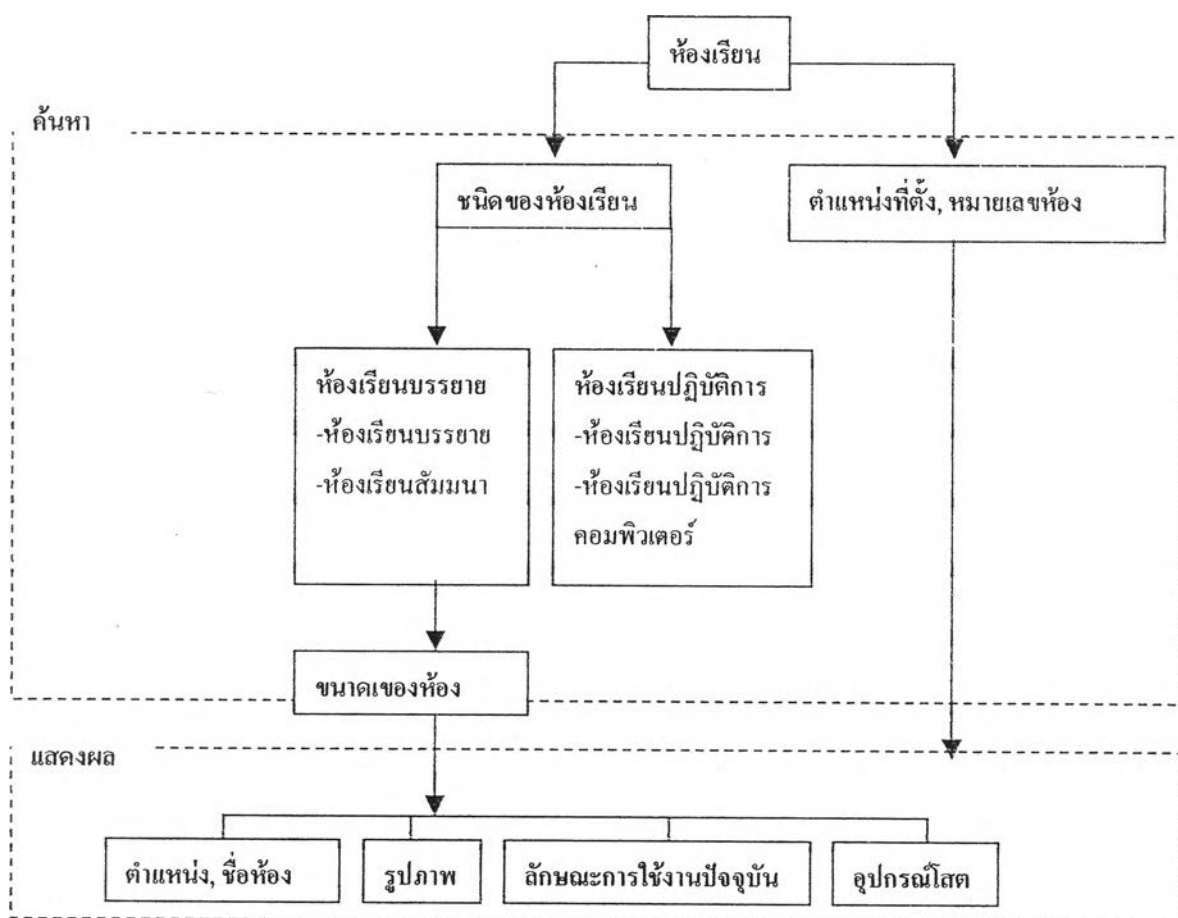 ห้องเรียน
ค้นหา
ชนิดของห้องเรียน
ตำแหน่งที่ตั้ง, หมายเลขห้อง
ห้องเรียนบรรยาย
-ห้องเรียนบรรยาย
-ห้องเรียนสัมมนา
ห้องเรียนปฏิบัติการ
-ห้องเรียนปฏิบัติการ
-ห้องเรียนปฏิบัติการ
คอมพิวเตอร์
ขนาดเของห้อง
แสดงผล
ตำแหน่ง, ชื่อห้อง
รูปภาพ
ลักษณะการใช้งานปัจจุบัน
อุปกรณ์โสต